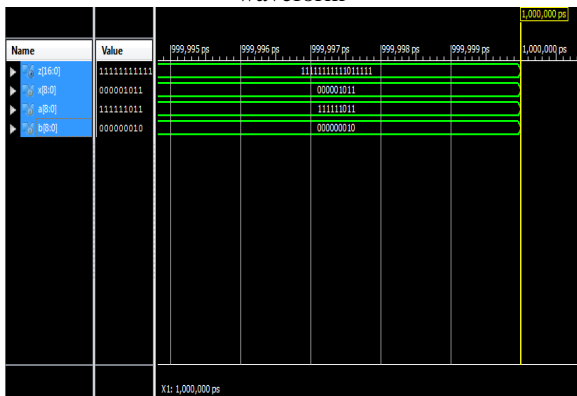 waveform
1,000,000 ps
Name Value 999,995 ps 999,996 ps 999,997 ps 999,998 ps 999,999 ps 1,000,000 ps
z[16:0] 11111111111 11111111111011111
x[8:0] 000001011 000001011
a[8:0] 111111011 111111011
b[8:0] 000000010 000000010
X1: 1,000,000 ps